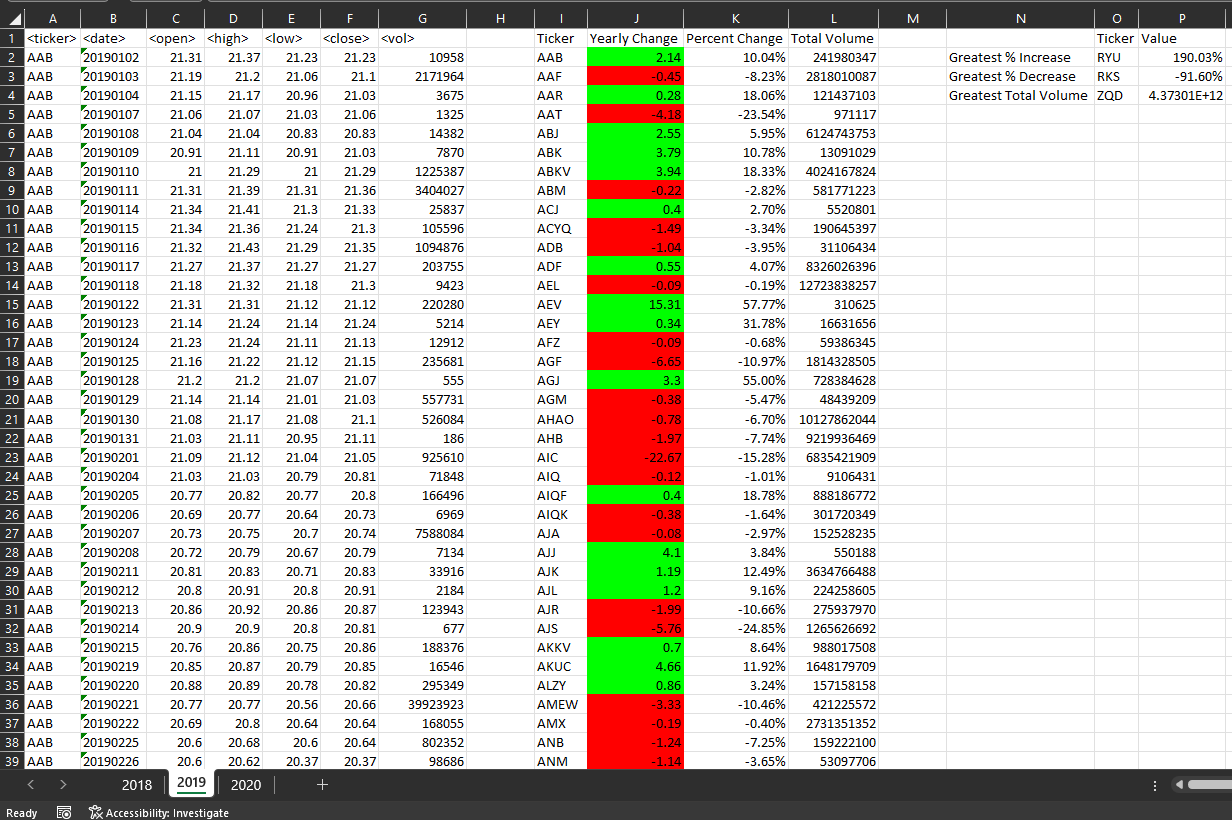 A B C D E F G H I J K L M N O P
1 <ticker> <date> <open> <high> <low> <close> <vol> Ticker Yearly Change Percent Change Total Volume Ticker Value
2 AAB 20190102 21.31 21.37 21.23 21.23 10958 AAB 2.14 10.04% 241980347 Greatest % Increase RYU 190.03%
3 AAB 20190103 21.19 21.2 21.06 21.1 2171964 AAF -0.45 -8.23% 2818010087 Greatest % Decrease RKS -91.60%
4 AAB 20190104 21.15 21.17 20.96 21.03 3675 AAR 0.28 18.06% 121437103 Greatest Total Volume ZQD 4.37301E+12
5 AAB 20190107 21.06 21.07 21.03 21.06 1325 AAT -4.18 -23.54% 971117
6 AAB 20190108 21.04 21.04 20.83 20.83 14382 ABJ 2.55 5.95% 6124743753
7 AAB 20190109 20.91 21.11 20.91 21.03 7870 ABK 3.79 10.78% 13091029
8 AAB 20190110 21 21.29 21 21.29 1225387 ABKV 3.94 18.33% 4024167824
9 AAB 20190111 21.31 21.39 21.31 21.36 3404027 ABM -0.22 -2.82% 581771223
10 AAB 20190114 21.34 21.41 21.3 21.33 25837 ACJ 0.4 2.70% 5520801
11 AAB 20190115 21.34 21.36 21.24 21.3 105596 ACYQ -1.49 -3.34% 190645397
12 AAB 20190116 21.32 21.43 21.29 21.35 1094876 ADB -1.04 -3.95% 31106434
13 AAB 20190117 21.27 21.37 21.27 21.27 203755 ADF 0.55 4.07% 8326026396
14 AAB 20190118 21.18 21.32 21.18 21.3 9423 AEL -0.09 -0.19% 12723838257
15 AAB 20190122 21.31 21.31 21.12 21.12 220280 AEV 15.31 57.77% 310625
16 AAB 20190123 21.14 21.24 21.14 21.24 5214 AEY 0.34 31.78% 16631656
17 AAB 20190124 21.23 21.24 21.11 21.13 12912 AFZ -0.09 -0.68% 59386345
18 AAB 20190125 21.16 21.22 21.12 21.15 235681 AGF -6.65 -10.97% 1814328505
19 AAB 20190128 21.2 21.2 21.07 21.07 555 AGJ 3.3 55.00% 728384628
20 AAB 20190129 21.14 21.14 21.01 21.03 557731 AGM -0.38 -5.47% 48439209
21 AAB 20190130 21.08 21.17 21.08 21.1 526084 AHAO -0.78 -6.70% 10127862044
22 AAB 20190131 21.03 21.11 20.95 21.11 186 AHB -1.97 -7.74% 9219936469
23 AAB 20190201 21.09 21.12 21.04 21.05 925610 AIC -22.67 -15.28% 6835421909
24 AAB 20190204 21.03 21.03 20.79 20.81 71848 AIQ -0.12 -1.01% 9106431
25 AAB 20190205 20.77 20.82 20.77 20.8 166496 AIQF 0.4 18.78% 888186772
26 AAB 20190206 20.69 20.77 20.64 20.73 6969 AIQK -0.38 -1.64% 301720349
27 AAB 20190207 20.73 20.75 20.7 20.74 7588084 AJA -0.08 -2.97% 152528235
28 AAB 20190208 20.72 20.79 20.67 20.79 7134 AJJ 4.1 3.84% 550188
29 AAB 20190211 20.81 20.83 20.71 20.83 33916 AJK 1.19 12.49% 3634766488
30 AAB 20190212 20.8 20.91 20.8 20.91 2184 AJL 1.2 9.16% 224258605
31 AAB 20190213 20.86 20.92 20.86 20.87 123943 AJR -1.99 -10.66% 275937970
32 AAB 20190214 20.9 20.9 20.8 20.81 677 AJS -5.76 -24.85% 1265626692
33 AAB 20190215 20.76 20.86 20.75 20.86 188376 AKKV 0.7 8.64% 988017508
34 AAB 20190219 20.85 20.87 20.79 20.85 16546 AKUC 4.66 11.92% 1648179709
35 AAB 20190220 20.88 20.89 20.78 20.82 295349 ALZY 0.86 3.24% 157158158
36 AAB 20190221 20.77 20.77 20.56 20.66 39923923 AMEW -3.33 -10.46% 421225572
37 AAB 20190222 20.69 20.8 20.64 20.64 168055 AMX -0.19 -0.40% 2731351352
38 AAB 20190225 20.6 20.68 20.6 20.64 802352 ANB -1.24 -7.25% 159222100
39 AAB 20190226 20.6 20.62 20.37 20.37 98686 ANM -1.14 -3.65% 53097706
2018 2019 2020 +
Ready Accessibility: Investigate